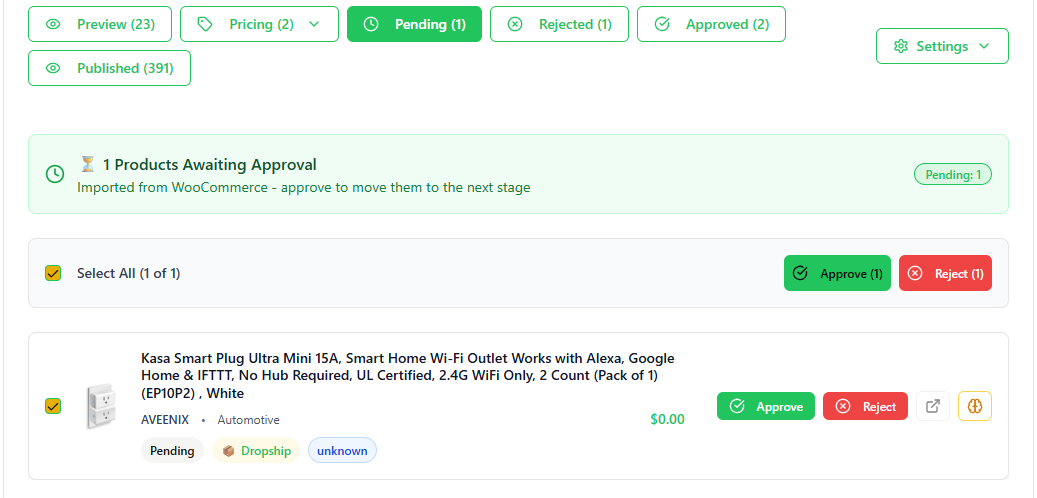 Preview (23)
Pricing (2)
Pending (1)
Rejected (1)
Approved (2)
Settings
Published (391)
⏳ 1 Products Awaiting Approval
Imported from WooCommerce - approve to move them to the next stage
Pending: 1
Select All (1 of 1)
Approve (1)
Reject (1)
Kasa Smart Plug Ultra Mini 15A, Smart Home Wi-Fi Outlet Works with Alexa, Google
Home & IFTTT, No Hub Required, UL Certified, 2.4G WiFi Only, 2 Count (Pack of 1)
(EP10P2) , White
AVEENIX • Automotive
$0.00
Approve
Reject
Pending
📦 Dropship
unknown